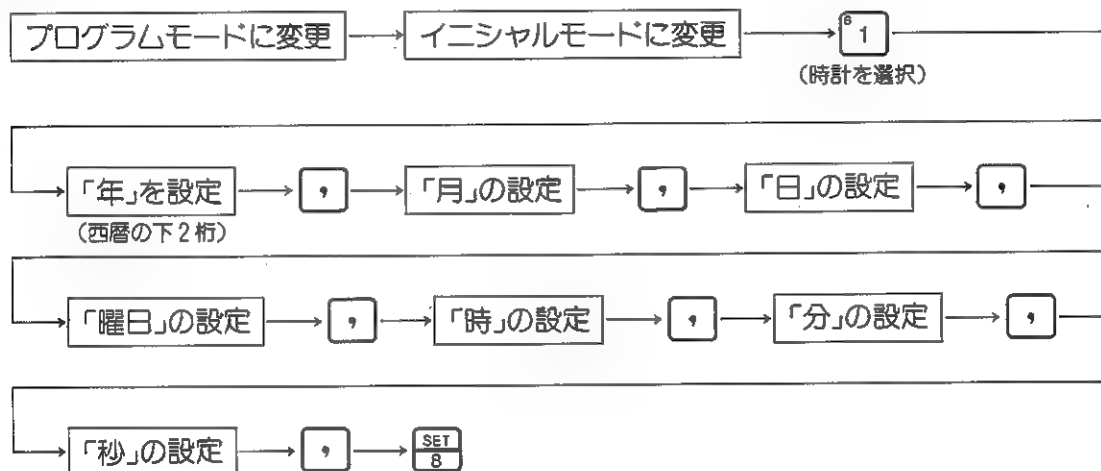 プログラムモードに変更 イニシャルモードに変更 B 1
(時計を選択)
「年」を設定 , 「月」の設定 , 「日」の設定 ,
(西暦の下2桁)
「曜日」の設定 , 「時」の設定 , 「分」の設定 ,
「秒」の設定 , SET 8